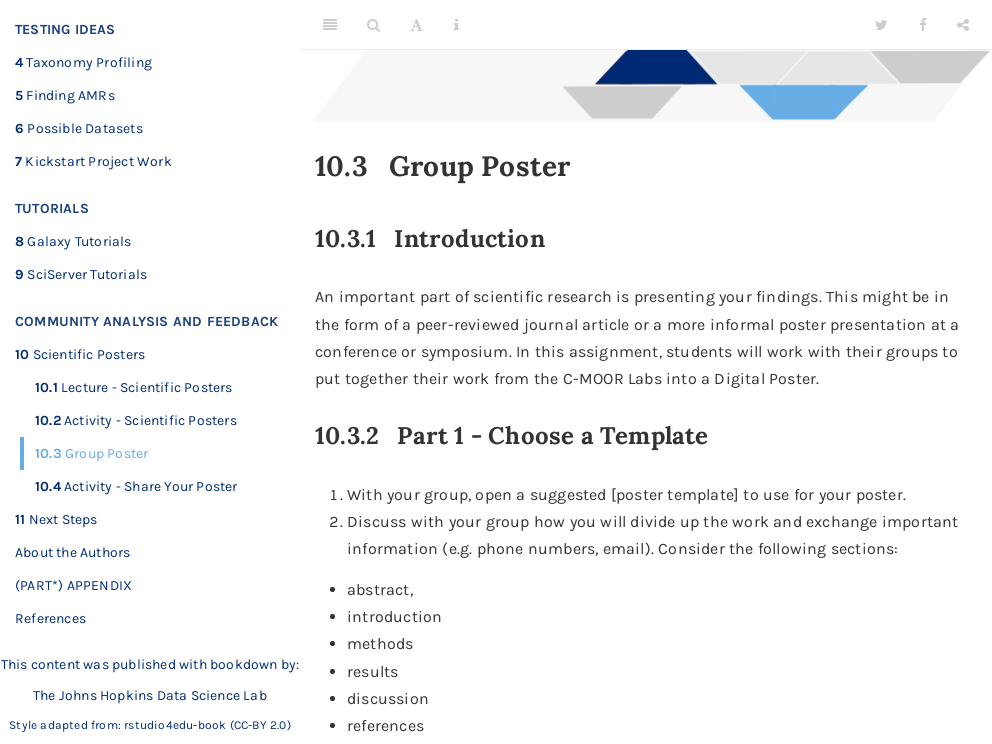 TESTING IDEAS
4 Taxonomy Profiling
5 Finding AMRs
6 Possible Datasets
7 Kickstart Project Work
TUTORIALS
8 Galaxy Tutorials
9 SciServer Tutorials
COMMUNITY ANALYSIS AND FEEDBACK
10 Scientific Posters
10.1 Lecture - Scientific Posters
10.2 Activity - Scientific Posters
10.3 Group Poster
10.4 Activity - Share Your Poster
11 Next Steps
About the Authors
(PART*) APPENDIX
References
This content was published with bookdown by:
The Johns Hopkins Data Science Lab
Style adapted from: rstudio4edu-book (CC-BY 2.0)
10.3 Group Poster
10.3.1 Introduction
An important part of scientific research is presenting your findings. This might be in
the form of a peer-reviewed journal article or a more informal poster presentation at a
conference or symposium. In this assignment, students will work with their groups to
put together their work from the C-MOOR Labs into a Digital Poster.
10.3.2 Part 1 - Choose a Template
1. With your group, open a suggested [poster template] to use for your poster.
2. Discuss with your group how you will divide up the work and exchange important
information (e.g. phone numbers, email). Consider the following sections:
• abstract,
• introduction
• methods
• results
• discussion
• references